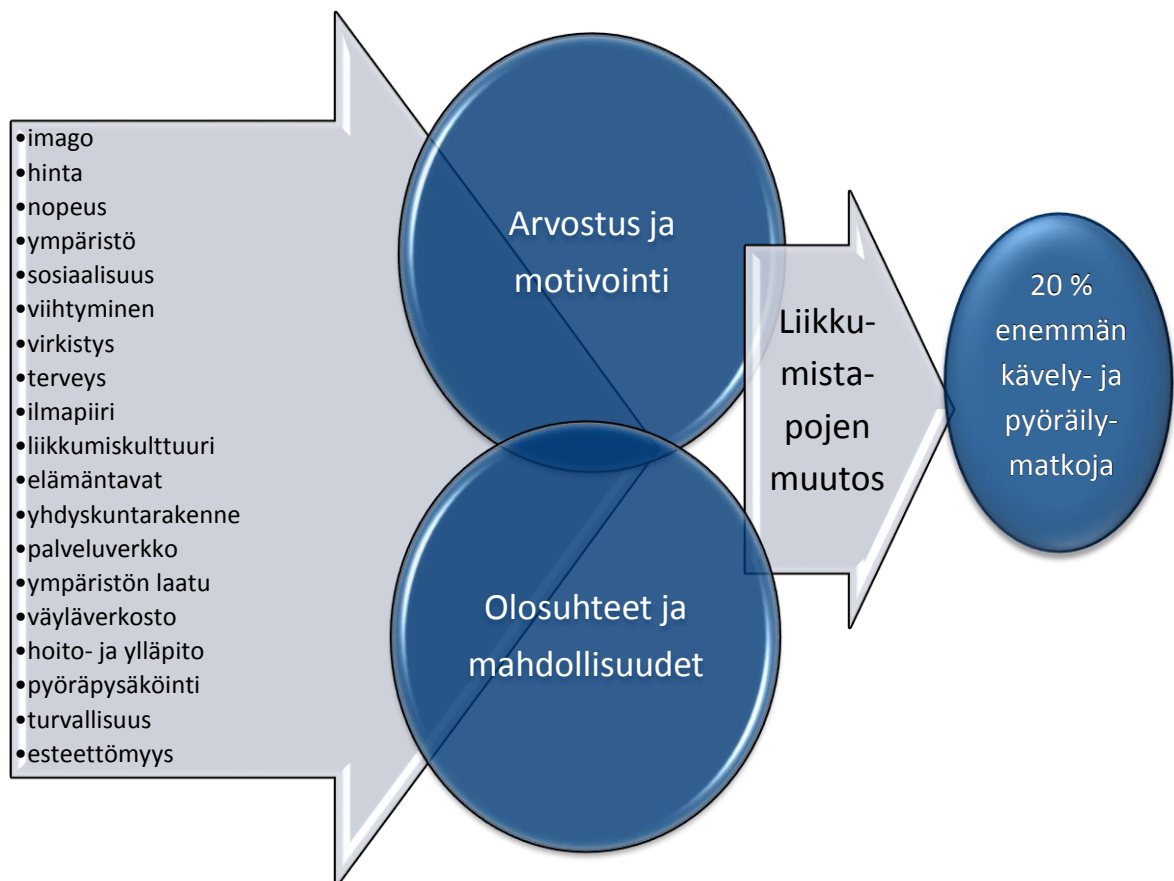 •imago
•hinta
•nopeus
•ympäristö
•sosiaalisuus
•viihtyminen
•virkistys
•terveys
•ilmapiiri
•liikkumiskulttuuri
•elämäntavat
•yhdyskuntarakenne
•palveluverkko
•ympäristön laatu
•väyläverkosto
•hoito- ja ylläpito
•pyöräpysäköinti
•turvallisuus
•esteettömyys
Arvostus ja
motivointi
Olosuhteet ja
mahdollisuudet
Liikku-
mista-
pojen
muutos
20 %
enemmän
kävely- ja
pyöräily-
matkoja